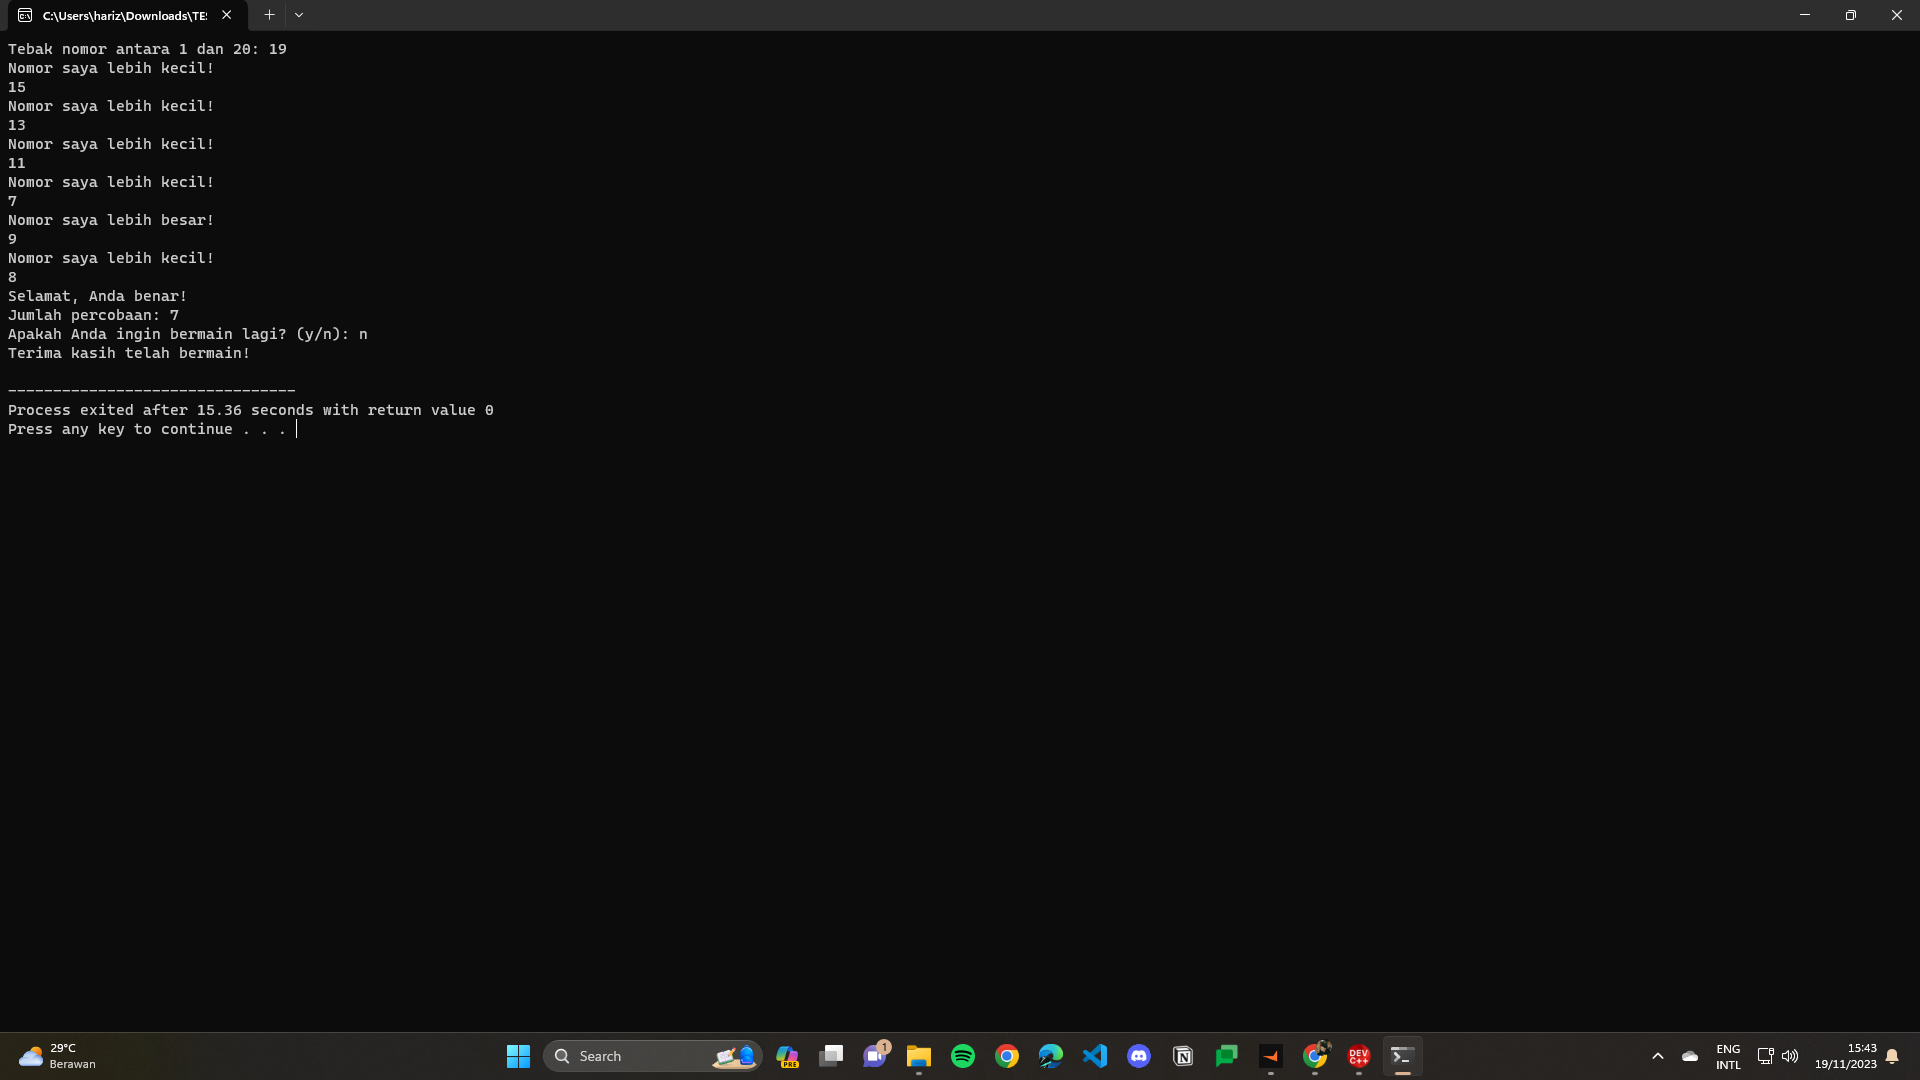 C:\Users\hariz\Downloads\TE
Tebak nomor antara 1 dan 20: 19
Nomor saya lebih kecil!
15
Nomor saya lebih kecil!
13
Nomor saya lebih kecil!
11
Nomor saya lebih kecil!
7
Nomor saya lebih besar!
9
Nomor saya lebih kecil!
8
Selamat, Anda benar!
Jumlah percobaan: 7
Apakah Anda ingin bermain lagi? (y/n): n
Terima kasih telah bermain!
--------------------------------
Process exited after 15.36 seconds with return value 0
Press any key to continue . . .
29°C
Berawan
Search
PRE
1
DEV
C++
ENG
INTL
15:43
19/11/2023